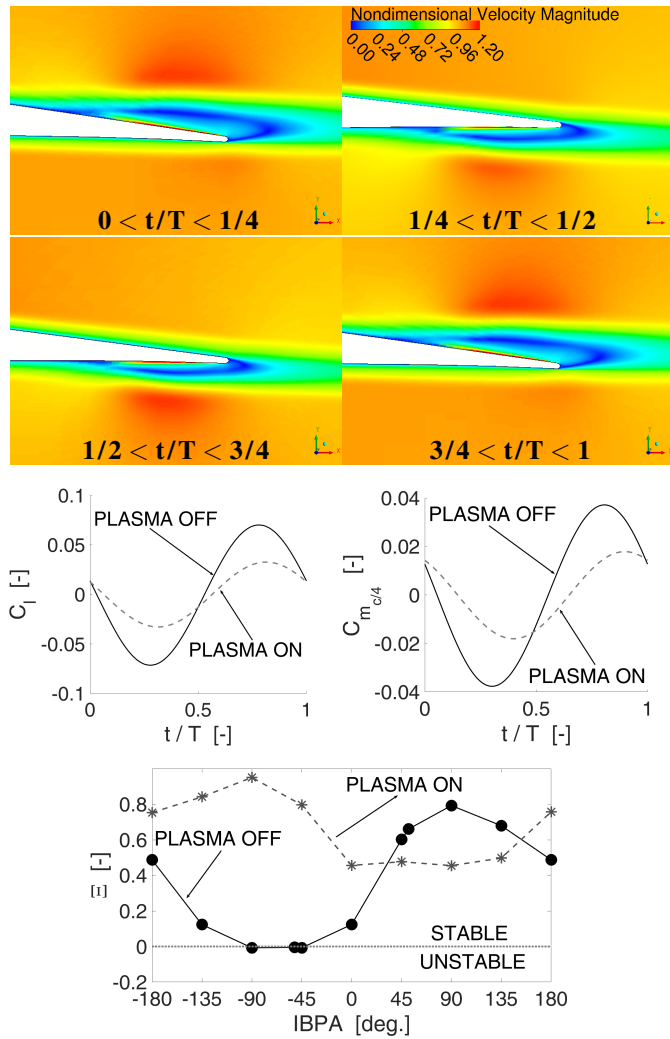 Nondimensional Velocity Magnitude
0.00 0.24 0.48 0.72 0.96 1.20
0 < t/T < 1/4
1/4 < t/T < 1/2
1/2 < t/T < 3/4
3/4 < t/T < 1
0.1
0.05
0
-0.05
-0.1
C_l [-]
PLASMA OFF
PLASMA ON
0 0.5 1
t / T [-]
0.04
0.02
0
-0.02
-0.04
C_{m_{c/4}} [-]
PLASMA OFF
PLASMA ON
0 0.5 1
t / T [-]
0.8
0.6
0.4
0.2
0
-0.2
Ξ [-]
PLASMA ON
PLASMA OFF
STABLE
UNSTABLE
-180 -135 -90 -45 0 45 90 135 180
IBPA [deg.]